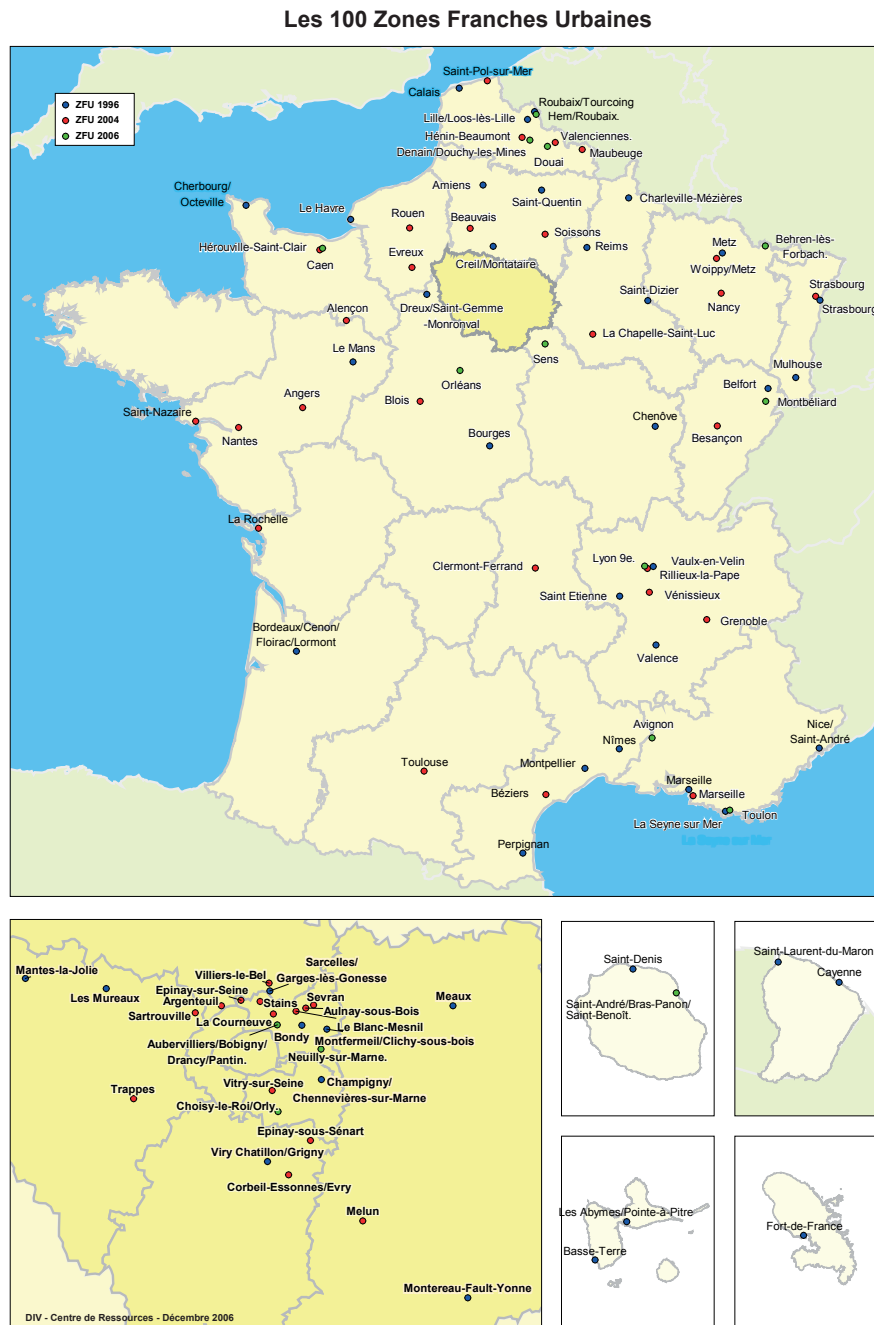 Les 100 Zones Franches Urbaines
ZFU 1996
ZFU 2004
ZFU 2006
Saint-Pol-sur-Mer
Calais
Roubaix/Tourcoing
Hem/Roubaix.
Lille/Loos-lès-Lille
Hénin-Beaumont
Valenciennes.
Denain/Douchy-les-Mines
Douai
Maubeuge
Cherbourg/
Octeville
Le Havre
Amiens
Saint-Quentin
Charleville-Mézières
Rouen
Beauvais
Soissons
Reims
Hérouville-Saint-Clair
Caen
Evreux
Creil/Montataire
Metz
Woippy/Metz
Behren-lès-
Forbach.
Nancy
Strasbourg
Strasbourg
Saint-Dizier
Dreux/Saint-Gemme
-Monronval
Alençon
La Chapelle-Saint-Luc
Le Mans
Sens
Orléans
Mulhouse
Belfort
Montbéliard
Angers
Blois
Saint-Nazaire
Nantes
Chenôve
Besançon
Bourges
La Rochelle
Clermont-Ferrand
Lyon 9e.
Vaulx-en-Velin
Rillieux-la-Pape
Saint Etienne
Vénissieux
Grenoble
Bordeaux/Cenon/
Floirac/Lormont
Valence
Avignon
Nîmes
Nice/
Saint-André
Toulouse
Montpellier
Béziers
Marseille
Marseille
Toulon
La Seyne sur Mer
La Seyne sur Mer
Perpignan
Mantes-la-Jolie
Les Mureaux
Sarcelles/
Villiers-le-Bel
Garges-lès-Gonesse
Epinay-sur-Seine
Argenteuil
Stains
Sevran
Sartrouville
Aulnay-sous-Bois
Meaux
La Courneuve
Le Blanc-Mesnil
Bondy
Aubervilliers/Bobigny/
Drancy/Pantin.
Montfermeil/Clichy-sous-bois
Neuilly-sur-Marne.
Trappes
Vitry-sur-Seine
Champigny/
Chennevières-sur-Marne
Choisy-le-Roi/Orly.
Epinay-sous-Sénart
Viry Chatillon/Grigny
Corbeil-Essonnes/Evry
Melun
Montereau-Fault-Yonne
DIV - Centre de Ressources - Décembre 2006
Saint-Denis
Saint-André/Bras-Panon/
Saint-Benoît.
Saint-Laurent-du-Maron
Cayenne
Les Abymes/Pointe-à-Pitre
Basse-Terre
Fort-de-France